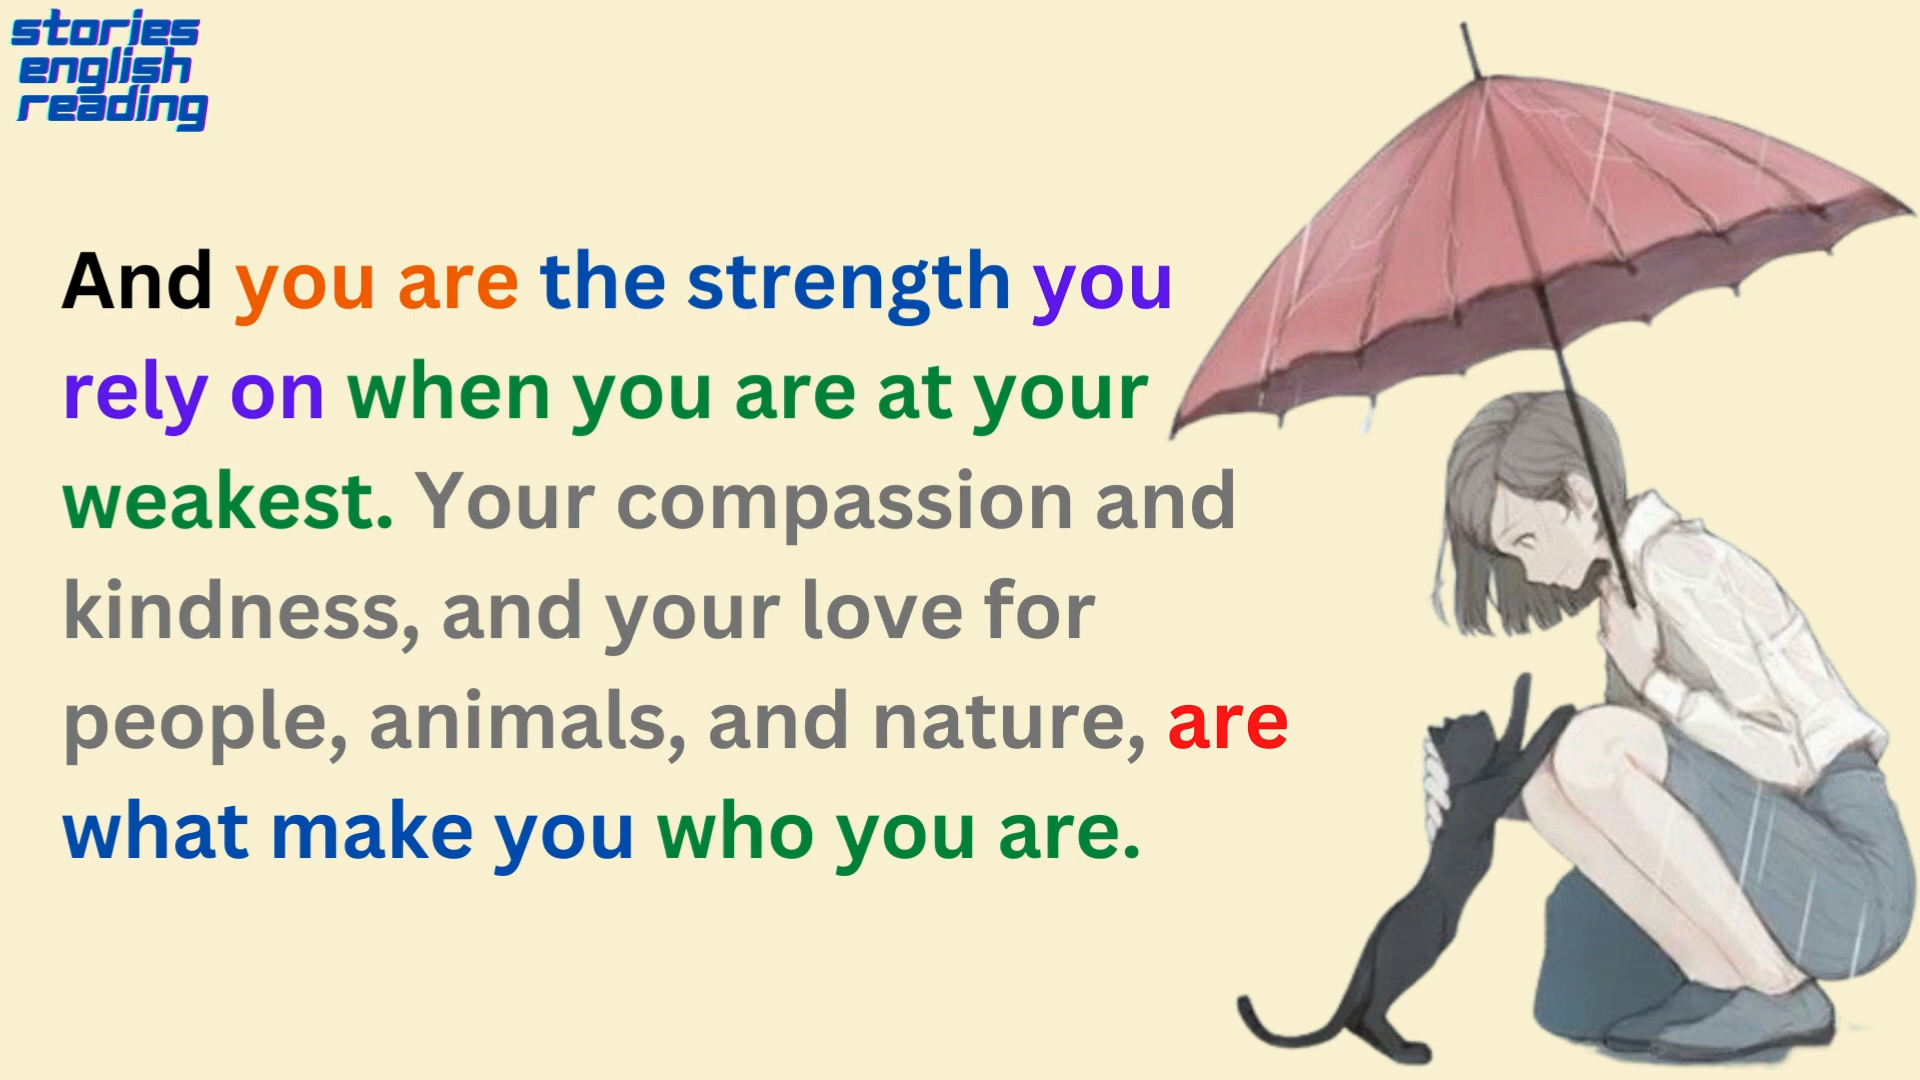 stories
english
reading
And you are the strength you
rely on when you are at your
weakest. Your compassion and
kindness, and your love for
people, animals, and nature, are
what make you who you are.